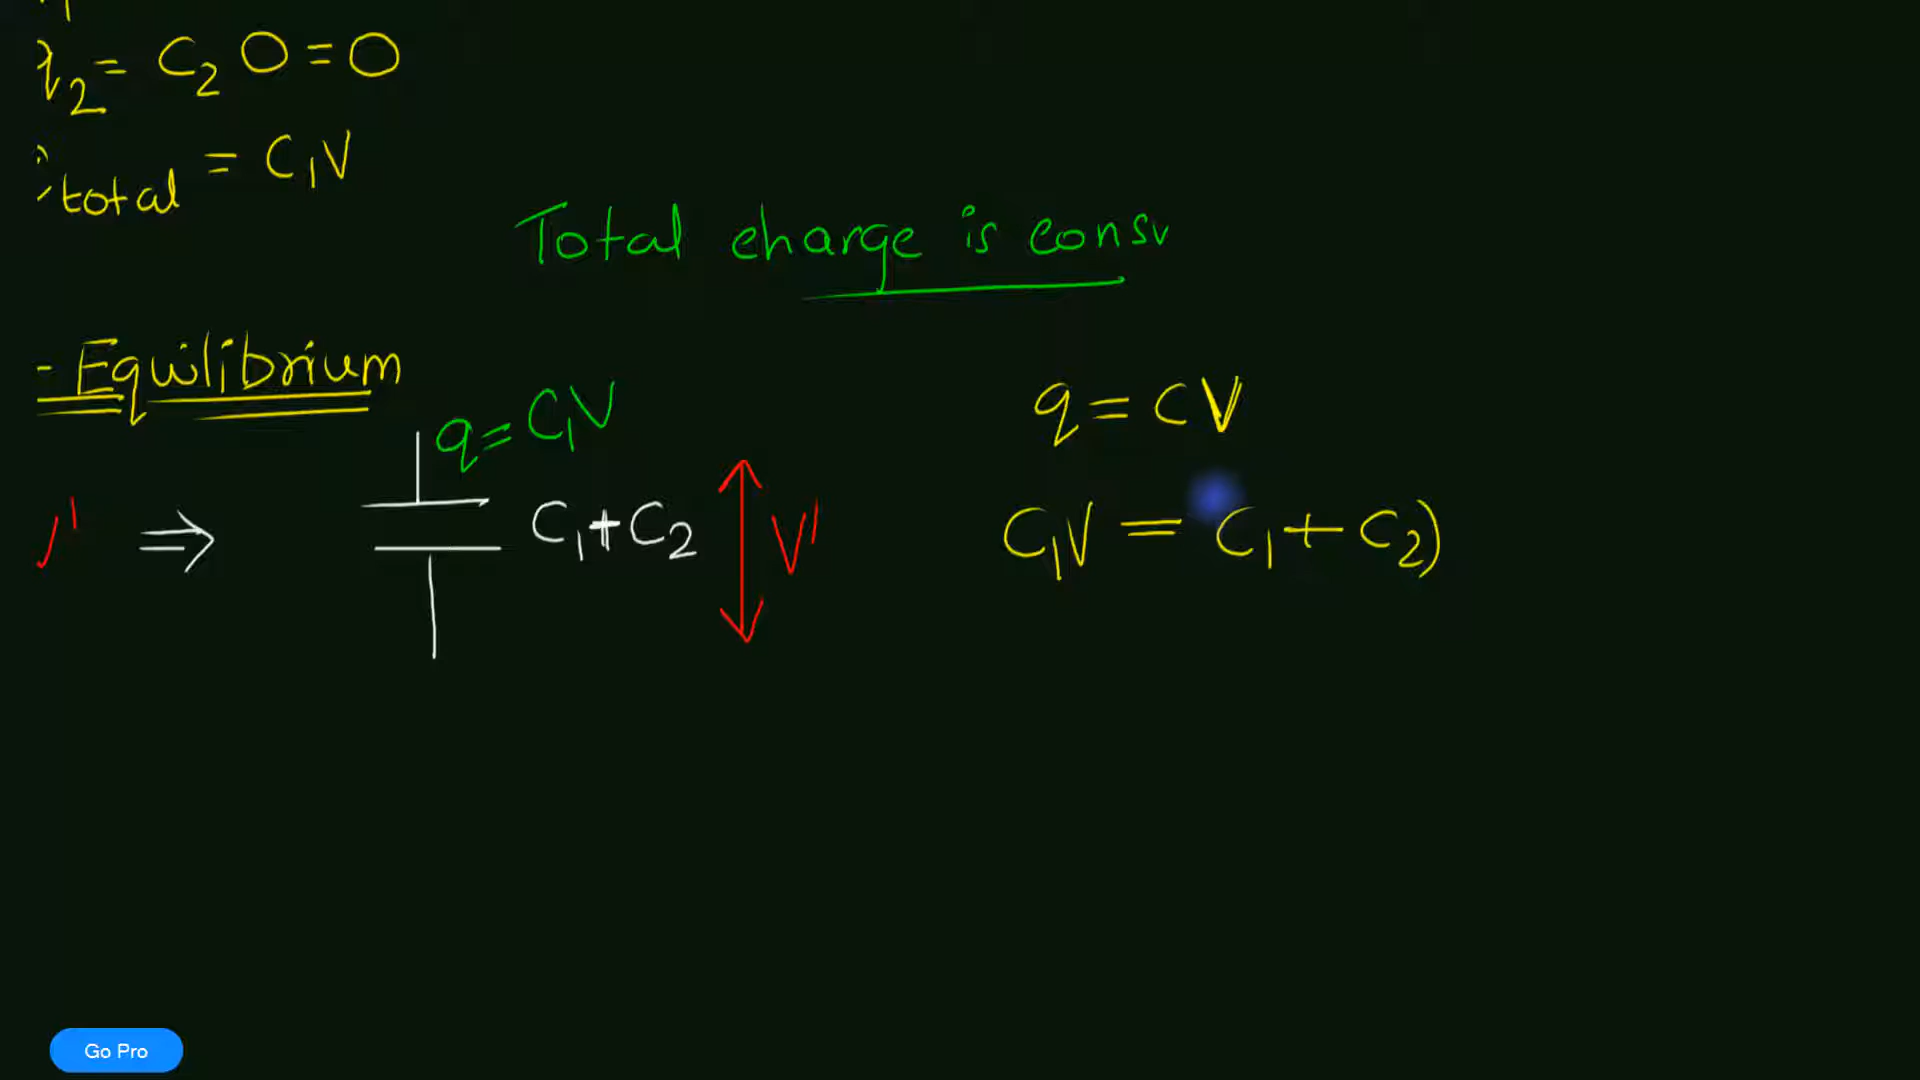 q₂ = C₂ 0 = 0
total = C₁V
Total charge is consv
- Equilibrium
q = C₁V
q = CV
⇒ C₁+C₂ V'
C₁V = C₁ + C₂)
Go Pro